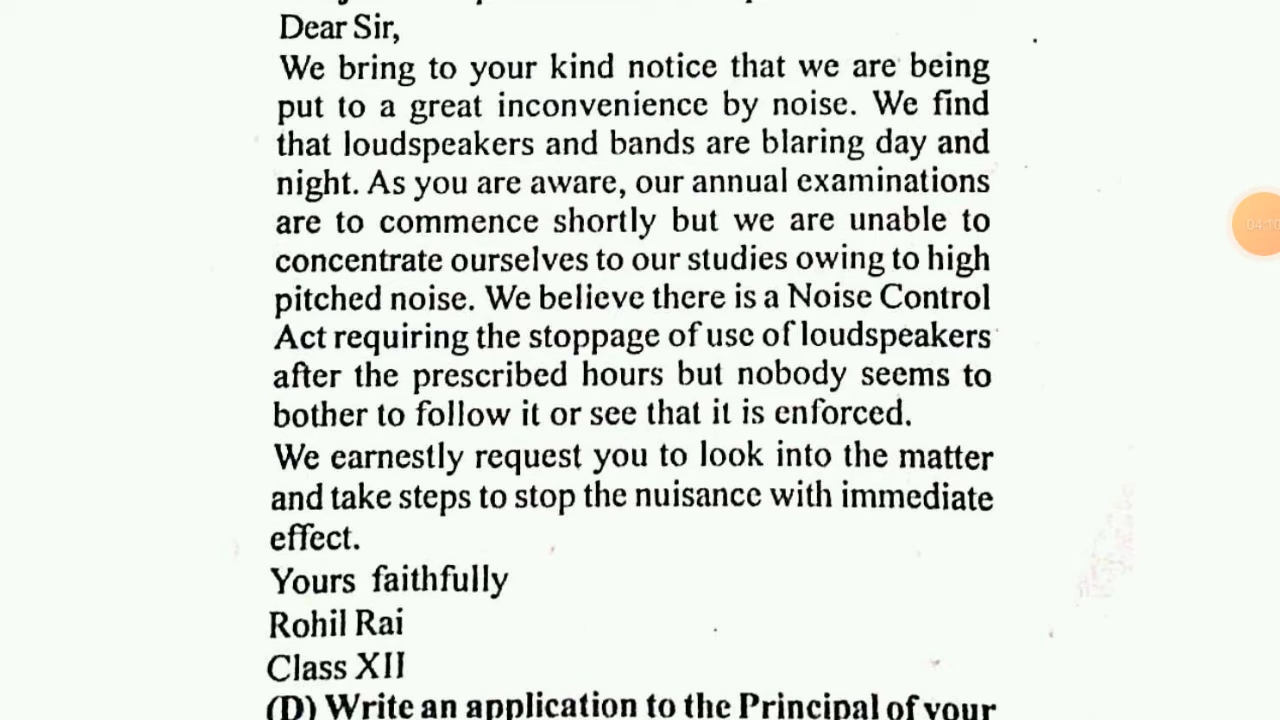 Dear Sir,
We bring to your kind notice that we are being
put to a great inconvenience by noise. We find
that loudspeakers and bands are blaring day and
night. As you are aware, our annual examinations
are to commence shortly but we are unable to
concentrate ourselves to our studies owing to high
pitched noise. We believe there is a Noise Control
Act requiring the stoppage of use of loudspeakers
after the prescribed hours but nobody seems to
bother to follow it or see that it is enforced.
We earnestly request you to look into the matter
and take steps to stop the nuisance with immediate
effect.
Yours faithfully
Rohil Rai
Class XII
(D) Write an application to the Principal of your